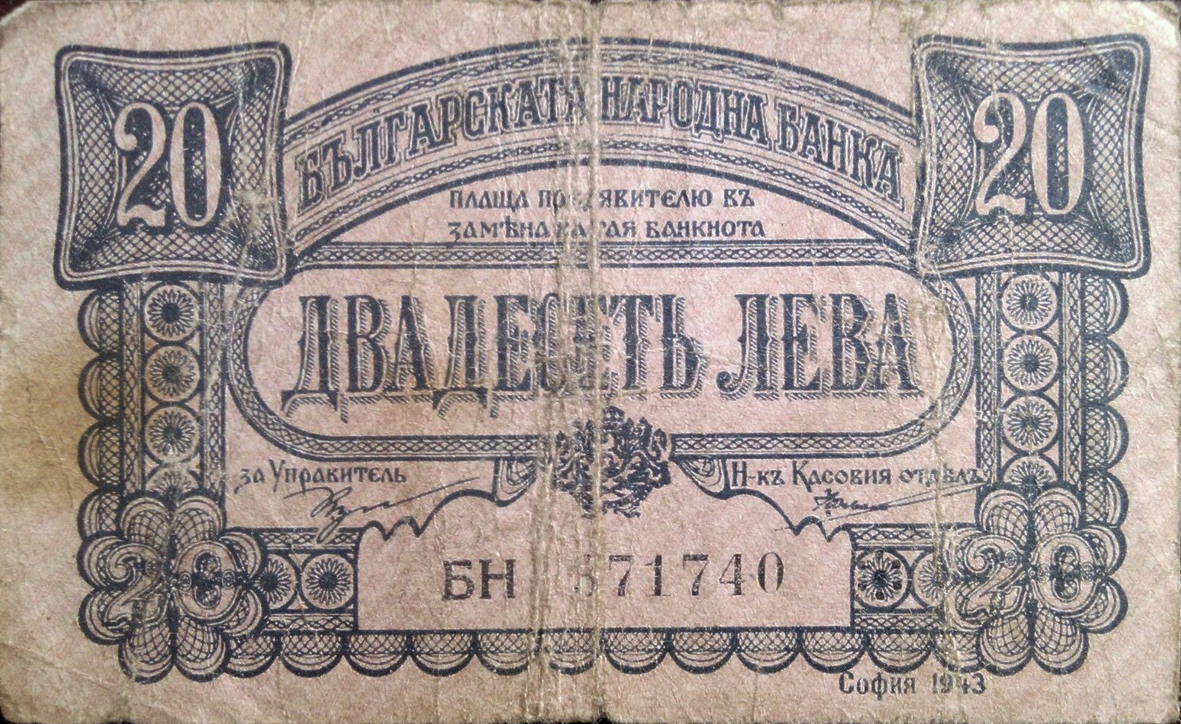 20
20
БЪЛГАРСКАТА НАРОДНА БАНКА
ПЛАЩА ПРѢДЯВИТЕЛЮ ВЪ
ЗАМѢНА НА ТАЯ БАНКНОТА
ДВАДЕСЕТЬ ЛЕВА
за Управитель
Н-къ Касовия отдѣлъ
БН 571740
20
20
София 1943